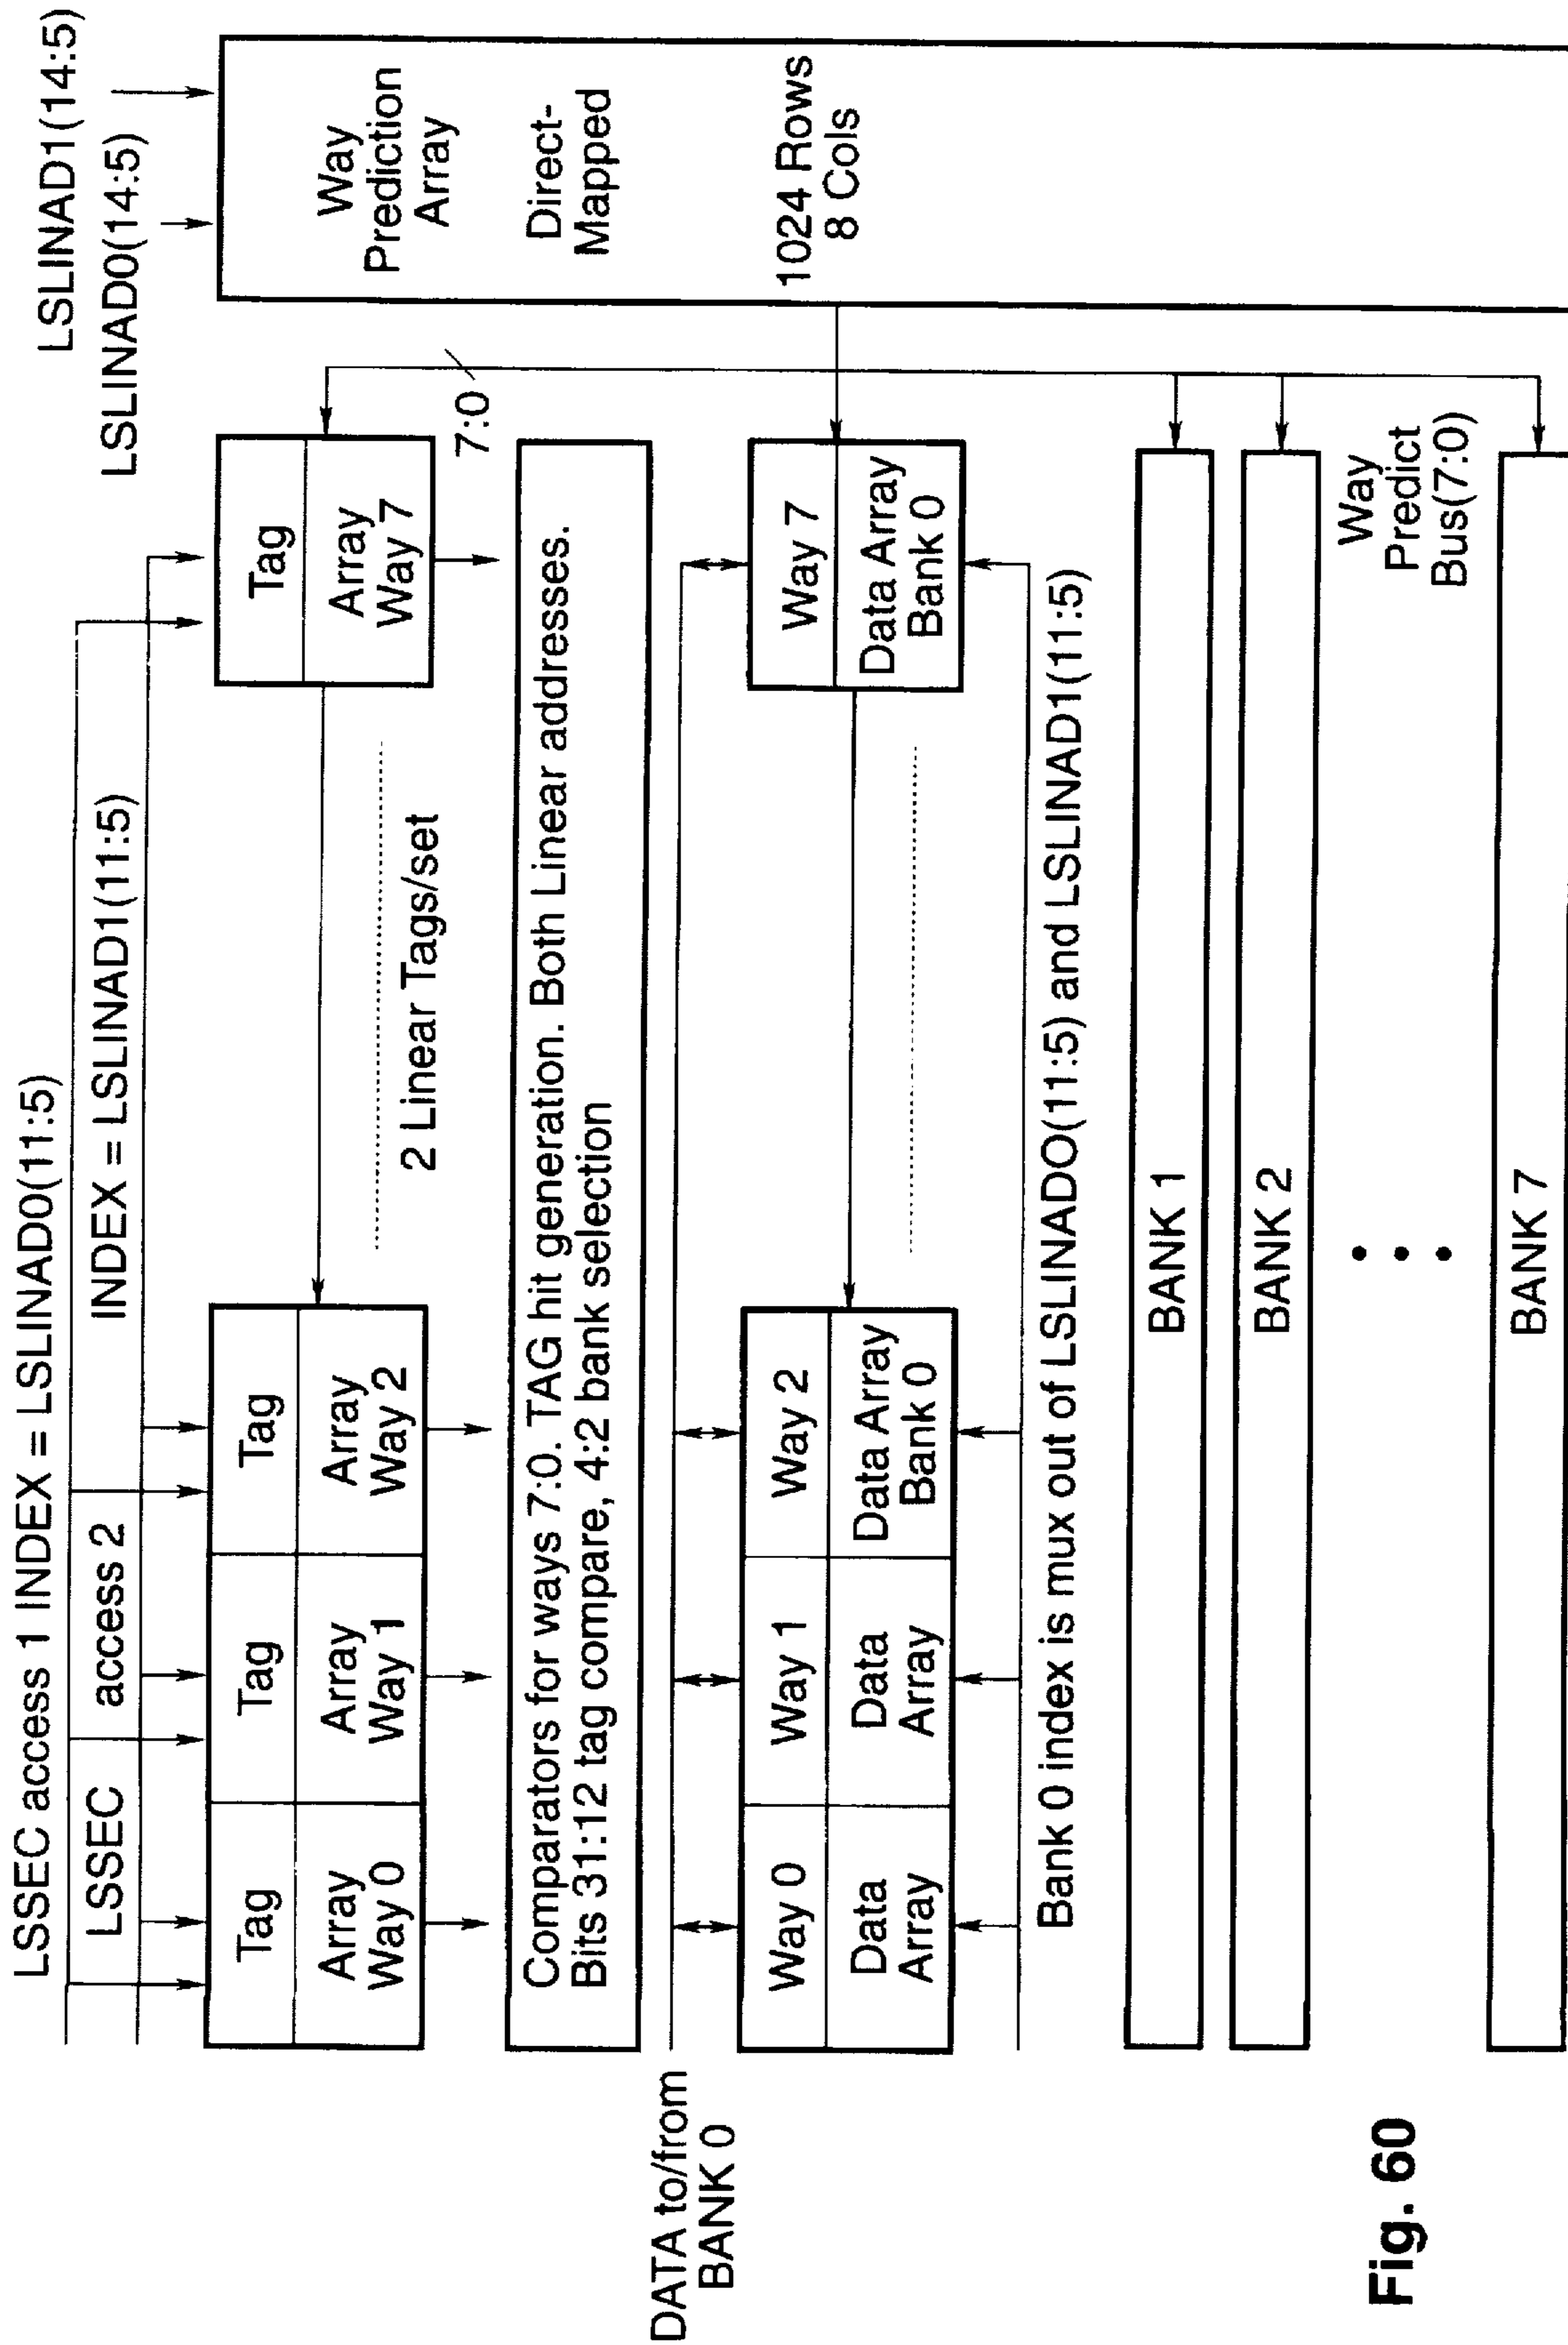 LSSEC access 1 INDEX = LSLINAD0(11:5)
LSSEC access 2 INDEX = LSLINAD1(11:5)
LSLINAD1(14:5)
LSLINAD0(14:5)
Tag
Array
Way 0
Tag
Array
Way 1
Tag
Array
Way 2
2 Linear Tags/set
Tag
Array
Way 7
7:0
Way
Prediction
Array
Direct-
Mapped
1024 Rows
8 Cols
Comparators for ways 7:0. TAG hit generation. Both Linear addresses.
Bits 31:12 tag compare, 4:2 bank selection
DATA to/from
BANK 0
Way 0
Data
Array
Way 1
Data
Array
Way 2
Data Array
Bank 0
Way 7
Data Array
Bank 0
Bank 0 index is mux out of LSLINADO(11:5) and LSLINAD1(11:5)
BANK 1
BANK 2
Way
Predict
Bus(7:0)
BANK 7
Fig. 60